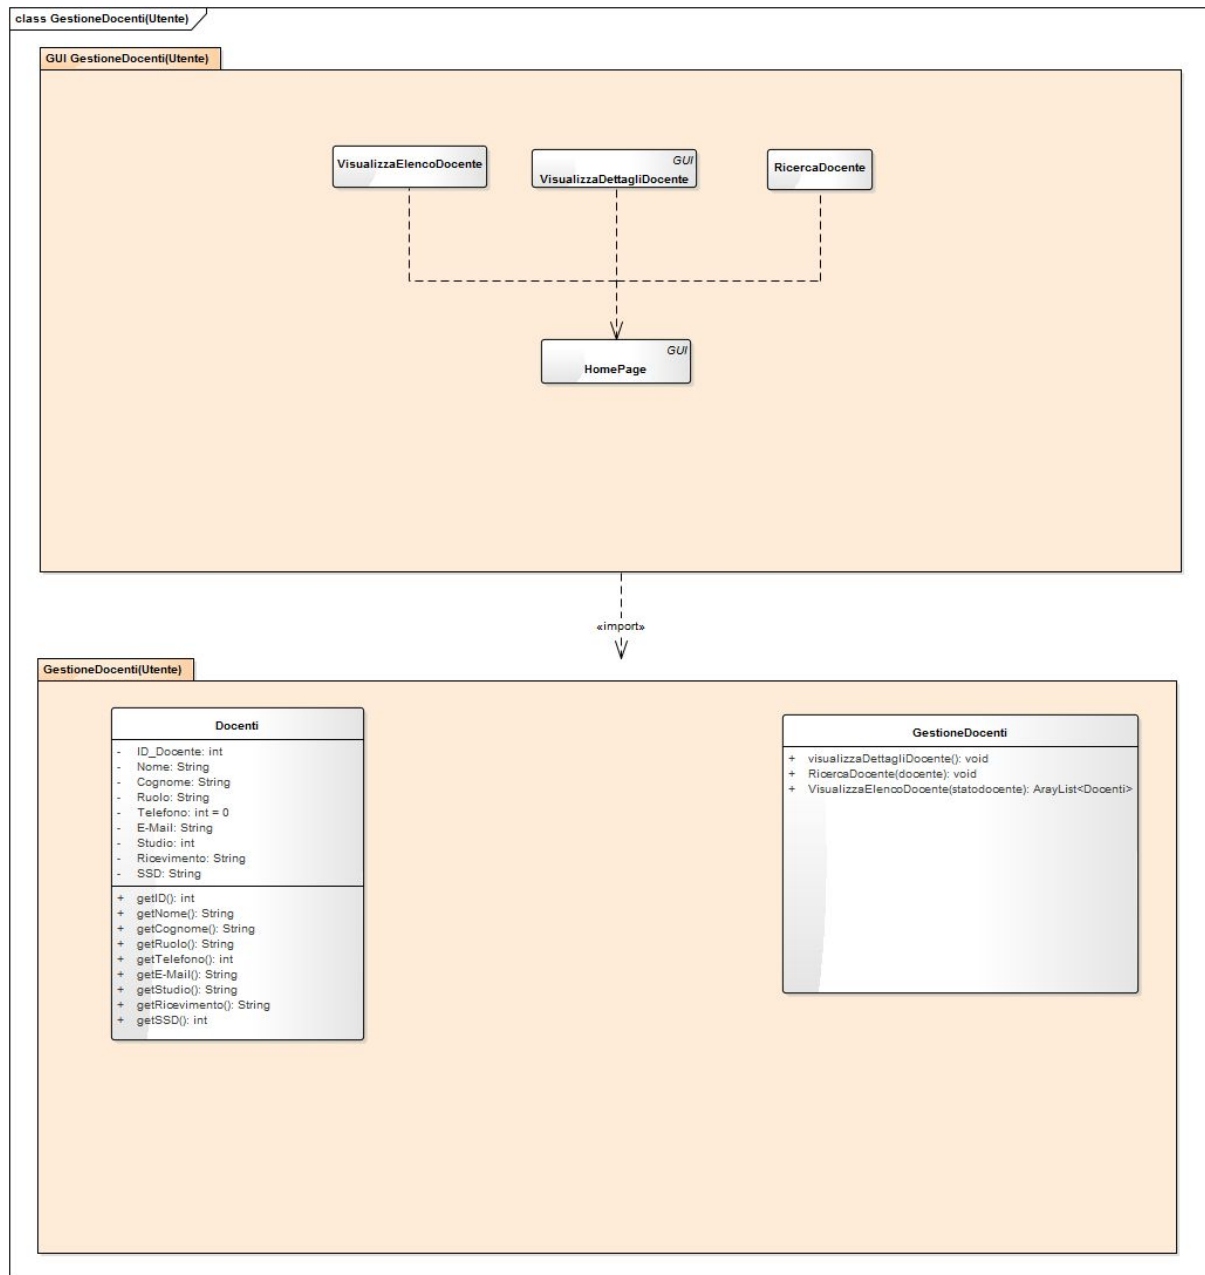 class GestioneDocenti(Utente)
GUI GestioneDocenti(Utente)
VisualizzaElencoDocente
GUI
VisualizzaDettagliDocente
RicercaDocente
GUI
HomePage
«import»
GestioneDocenti(Utente)
Docenti
- ID_Docente: int
- Nome: String
- Cognome: String
- Ruolo: String
- Telefono: int = 0
- E-Mail: String
- Studio: int
- Ricevimento: String
- SSD: String
+ getID(): int
+ getNome(): String
+ getCognome(): String
+ getRuolo(): String
+ getTelefono(): int
+ getE-Mail(): String
+ getStudio(): String
+ getRicevimento(): String
+ getSSD(): int
GestioneDocenti
+ visualizzaDettagliDocente(): void
+ RicercaDocente(docente): void
+ VisualizzaElencoDocente(statodocente): ArayList<Docenti>